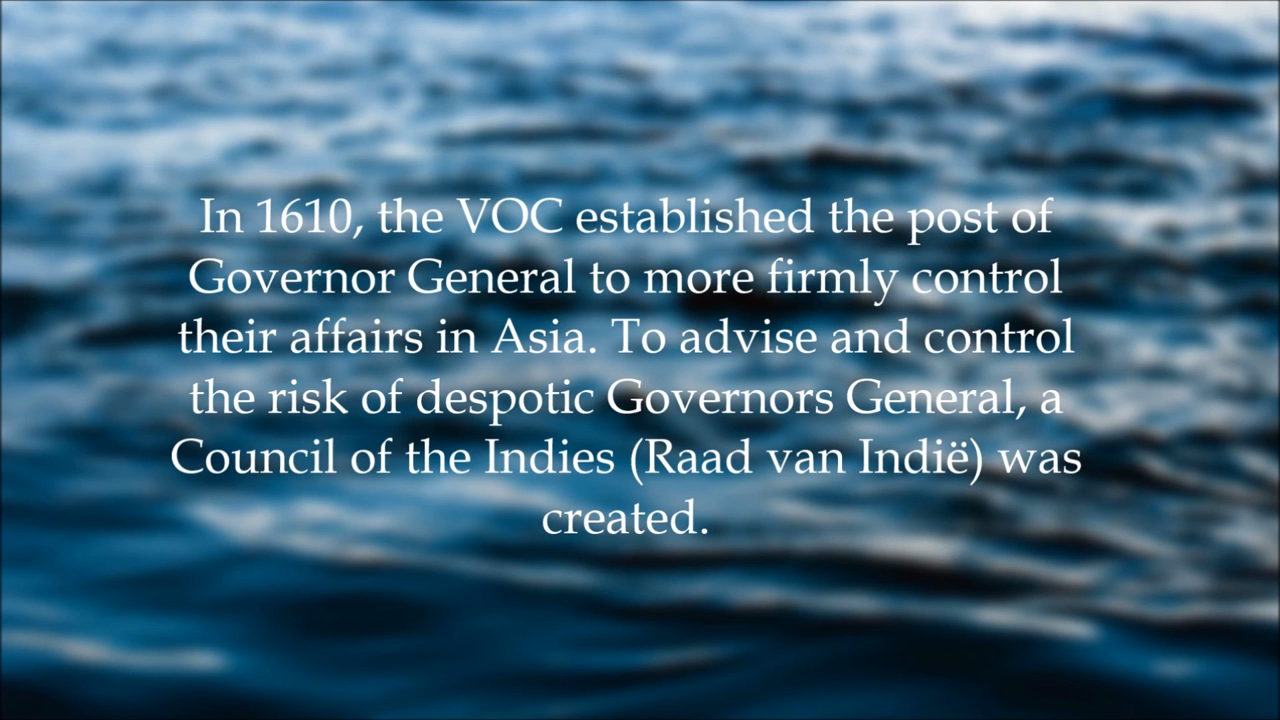 In 1610, the VOC established the post of
Governor General to more firmly control
their affairs in Asia. To advise and control
the risk of despotic Governors General, a
Council of the Indies (Raad van Indië) was
created.